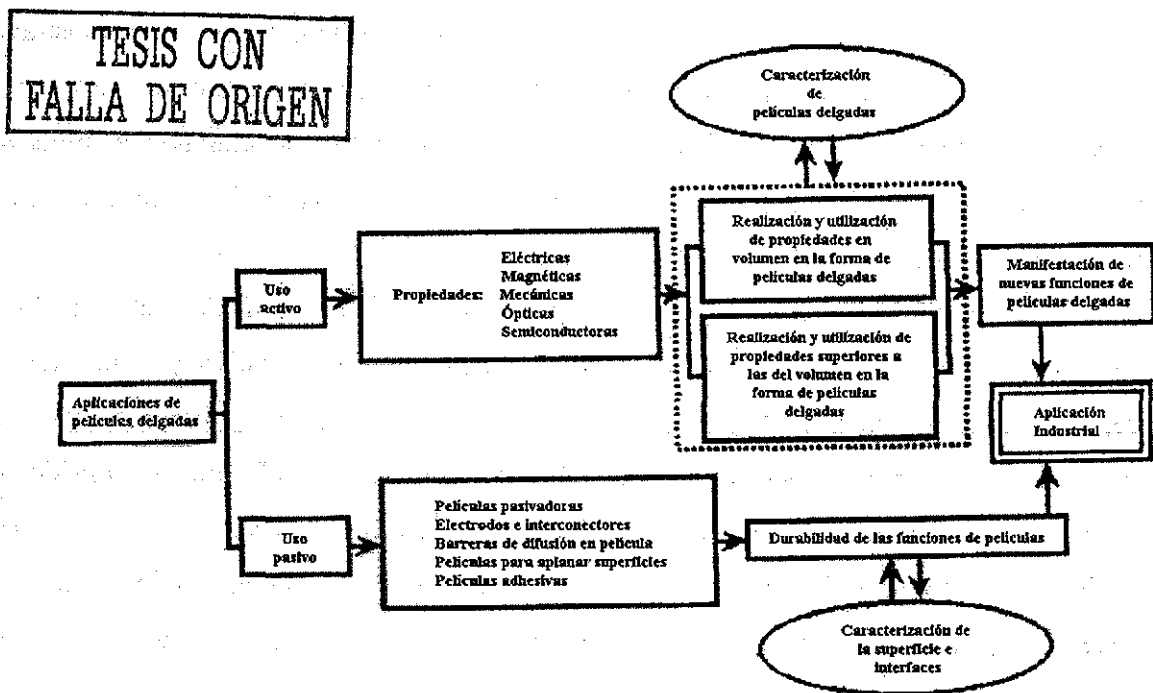 TESIS CON
FALLA DE ORIGEN
Caracterización
de
películas delgadas
Realización y utilización
de propiedades en
volumen en la forma de
películas delgadas
Realización y utilización de
propiedades superiores a
las del volumen en la
forma de películas
delgadas
Manifestación de
nuevas funciones de
películas delgadas
Aplicación
Industrial
Uso
activo
Propiedades:
Eléctricas
Magnéticas
Mecánicas
Ópticas
Semiconductoras
Aplicaciones de
películas delgadas
Uso
pasivo
Películas pasivadoras
Electrodos e interconectores
Barreras de difusión en película
Películas para aplanar superficies
Películas adhesivas
Durabilidad de las funciones de películas
Caracterización de
la superficie e
interfaces